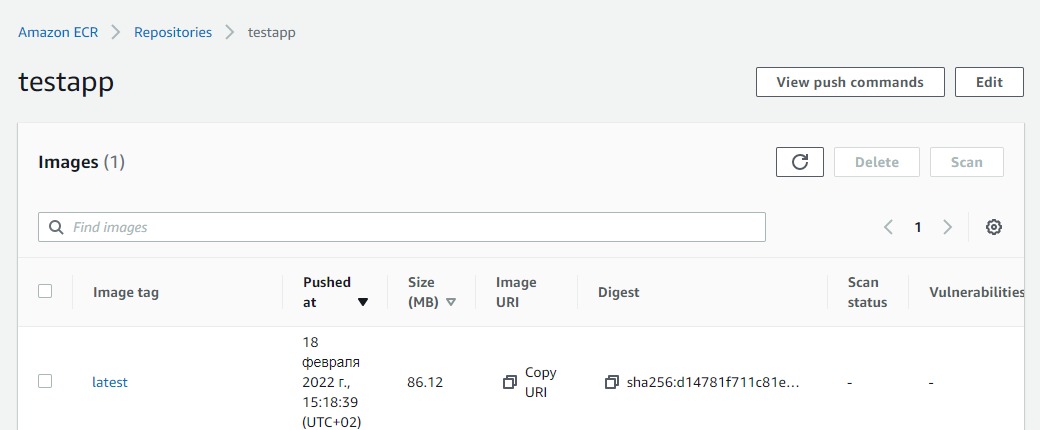 Amazon ECR > Repositories > testapp
testapp
View push commands
Edit
Images (1)
Delete
Scan
Find images
1
Image tag
Pushed
at
Size
(MB)
Image
URI
Digest
Scan
status
Vulnerabilities
latest
18
февраля
2022 г.,
15:18:39
(UTC+02)
86.12
Copy
URI
sha256:d14781f711c81e...
-
-